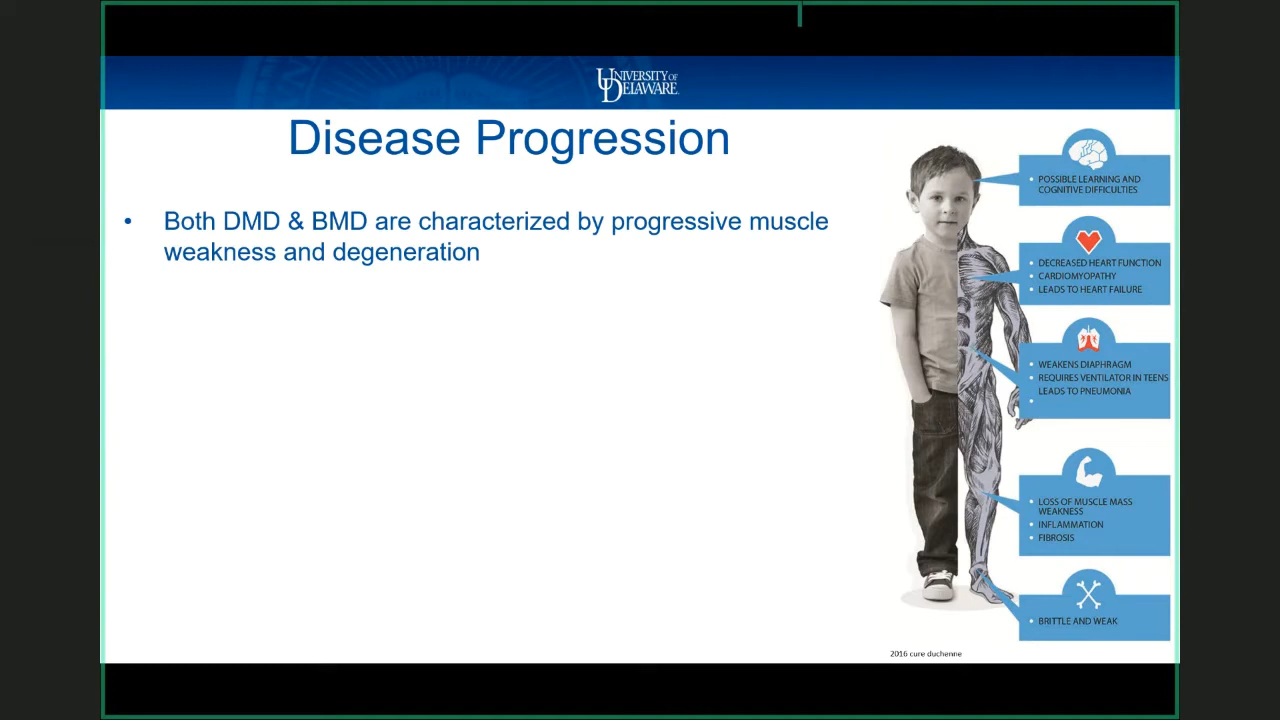 UNIVERSITY OF
DELAWARE
Disease Progression
• Both DMD & BMD are characterized by progressive muscle
weakness and degeneration
• POSSIBLE LEARNING AND
COGNITIVE DIFFICULTIES
• DECREASED HEART FUNCTION
• CARDIOMYOPATHY
• LEADS TO HEART FAILURE
• WEAKENS DIAPHRAGM
• REQUIRES VENTILATOR IN TEENS
LEADS TO PNEUMONIA
•
• LOSS OF MUSCLE MASS
WEAKNESS
• INFLAMMATION
• FIBROSIS
• BRITTLE AND WEAK
2016 cure duchenne